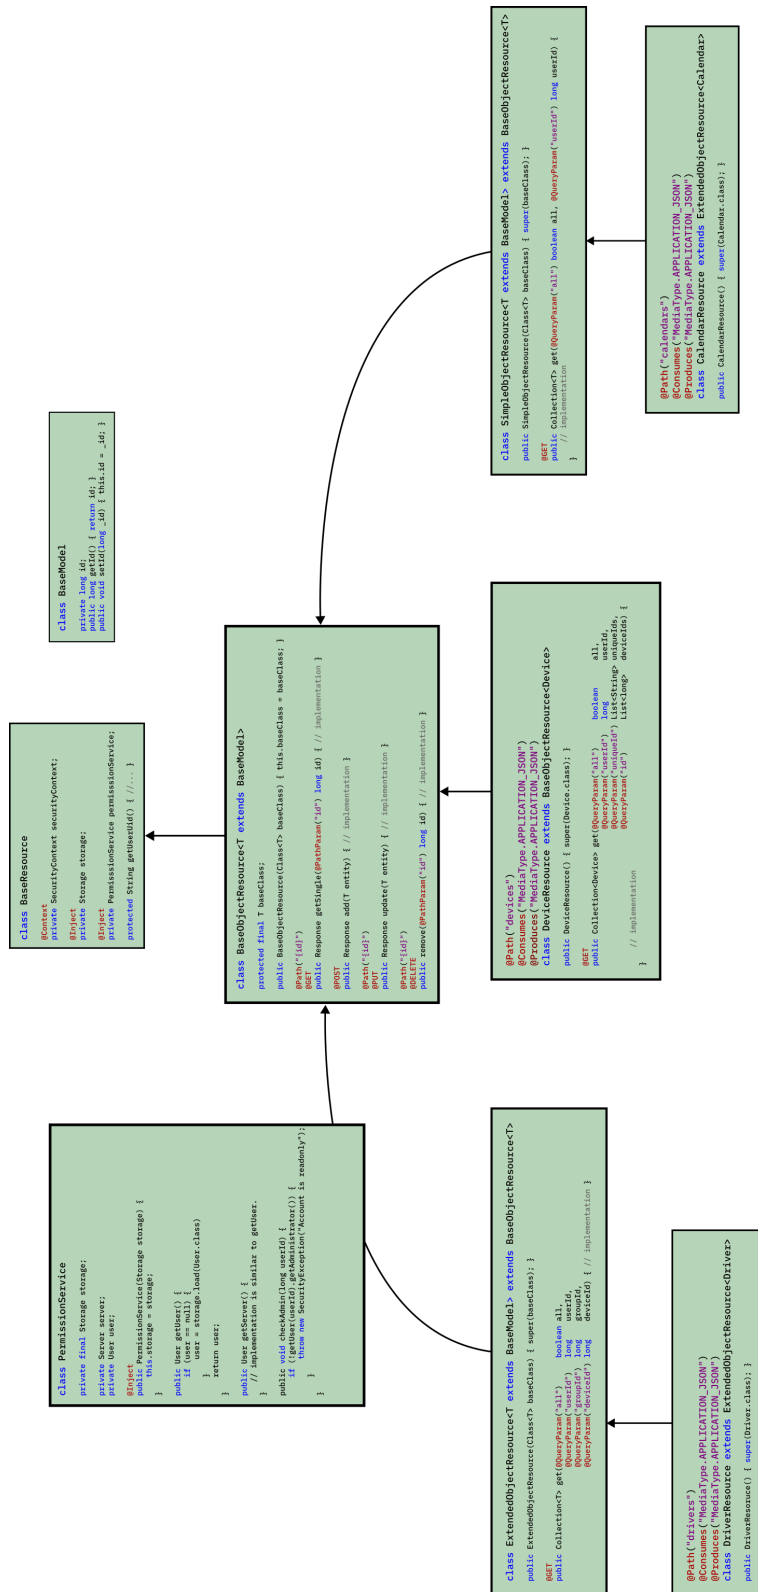 class PermissionService
private final Storage storage;
private Server server;
private User user;
@Inject
public PermissionService(Storage storage) {
this.storage = storage;
}
public User getUser() {
if (user == null) {
user = storage.load(User.class)
}
return user;
}
public User getServer() {
// implementation is similar to getUser.
}
public void checkAdmin(long userId) {
if (!getUser(userId).getAdministrator()) {
throw new SecurityException("Account is readonly");
}
}
class BaseResource
@Context
private SecurityContext securityContext;
@Inject
private Storage storage;
@Inject
private PermisssionService permisssionService;
protected String getUserUid() { //... }
class BaseModel
private long id;
public long getId() { return id; }
public void setId(long _id) { this.id = _id; }
class BaseObjectResource<T extends BaseModel>
protected final T baseClass;
public BaseObjectResource(Class<T> baseClass) { this.baseClass = baseClass; }
@Path("{id}")
@GET
public Response getSingle(@PathParam("id") long id) { // implementation }
@POST
public Response add(T entity) { // implementation }
@Path("{id}")
@PUT
public Response update(T entity) { // implementation }
@Path("{id}")
@DELETE
public remove(@PathParam("id") long id) { // implementation }
class ExtendedObjectResource<T extends BaseModel> extends BaseObjectResource<T>
public ExtendedObjectResource(Class<T> baseClass) { super(baseClass); }
@GET
public Collection<T> get(@QueryParam("all") boolean all,
@QueryParam("userId") long userId,
@QueryParam("groupId") long groupId,
@QueryParam("deviceId") long deviceId) { // implementation }
@Path("devices")
@Consumes("MediaType.APPLICATION_JSON")
@Produces("MediaType.APPLICATION_JSON")
class DeviceResource extends BaseObjectResource<Device>
public DeviceResource() { super(Device.class); }
@GET
public Collection<Device> get(@QueryParam("all") boolean all,
@QueryParam("userId") long userId,
@QueryParam("uniqueId") List<String> uniqueIds,
@QueryParam("id") List<long> deviceIds) {
// implementation
}
class SimpleObjectResource<T extends BaseModel> extends BaseObjectResource<T>
public SimpleObjectResource(Class<T> baseClass) { super(baseClass); }
@GET
public Collection<T> get(@QueryParam("all") boolean all, @QueryParam("userId") long userId) {
// implementation
}
@Path("drivers")
@Consumes("MediaType.APPLICATION_JSON")
@Produces("MediaType.APPLICATION_JSON")
class DriverResource extends ExtendedObjectResource<Driver>
public DriverResoruce() { super(Driver.class); }
@Path("calendars")
@Consumes("MediaType.APPLICATION_JSON")
@Produces("MediaType.APPLICATION_JSON")
class CalendarResource extends ExtendedObjectResource<Calendar>
public CalendarResource() { super(Calendar.class); }